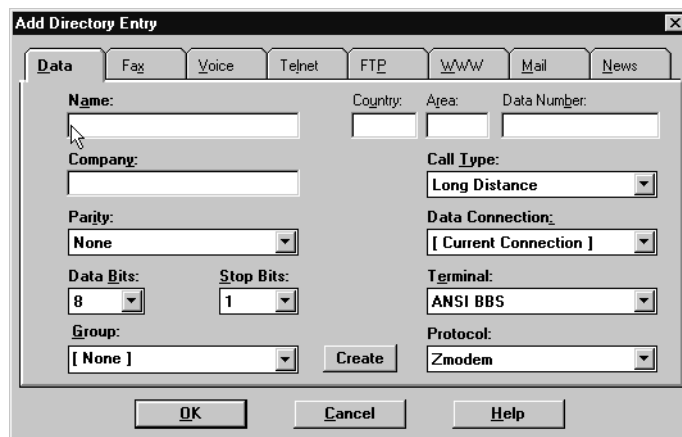 Add Directory Entry
Data Fax Voice Telnet FTP WWW Mail News
Name: Country: Area: Data Number:
Company: Call Type:
Long Distance
Parity: Data Connection:
None [ Current Connection ]
Data Bits: Stop Bits: Terminal:
8 1 ANSI BBS
Group: Protocol:
[ None ] Create Zmodem
OK Cancel Help